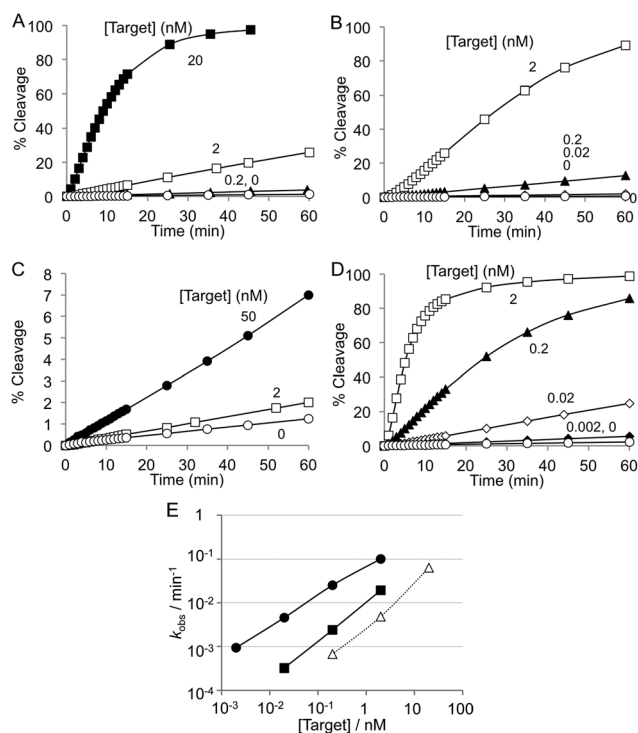 A
[Target] (nM)
100
80
60
40
20
0
20
2
0.2, 0
0 10 20 30 40 50 60
Time (min)
% Cleavage
B
[Target] (nM)
100
80
60
40
20
0
2
0.2
0.02
0
0
0 10 20 30 40 50 60
Time (min)
% Cleavage
C
[Target] (nM)
8
7
6
5
4
3
2
1
0
50
2
0
0 10 20 30 40 50 60
Time (min)
% Cleavage
D
[Target] (nM)
100
80
60
40
20
0
2
0.2
0.02
0.002, 0
0 10 20 30 40 50 60
Time (min)
% Cleavage
E
1
10-1
10-2
10-3
10-4
kobs / min-1
10-3 10-2 10-1 1 10 100
[Target] / nM